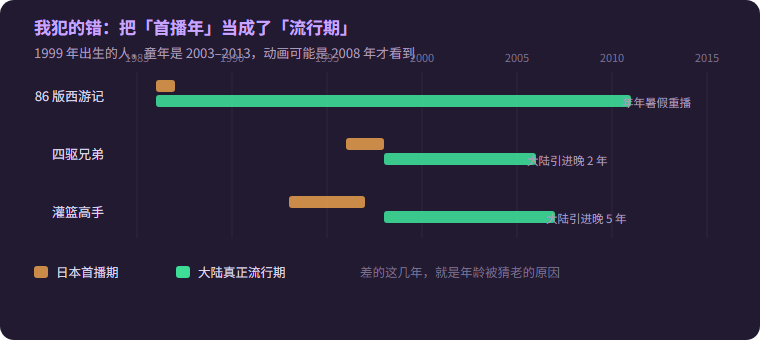 我犯的错：把「首播年」当成了「流行期」
1999 年出生的人，童年是 2003–2013，动画可能是 2008 年才看到
1985 1990 1995 2000 2005 2010 2015
86 版西游记
年年暑假重播
四驱兄弟
大陆引进晚 2 年
灌篮高手
大陆引进晚 5 年
日本首播期 大陆真正流行期 差的这几年，就是年龄被猜老的原因